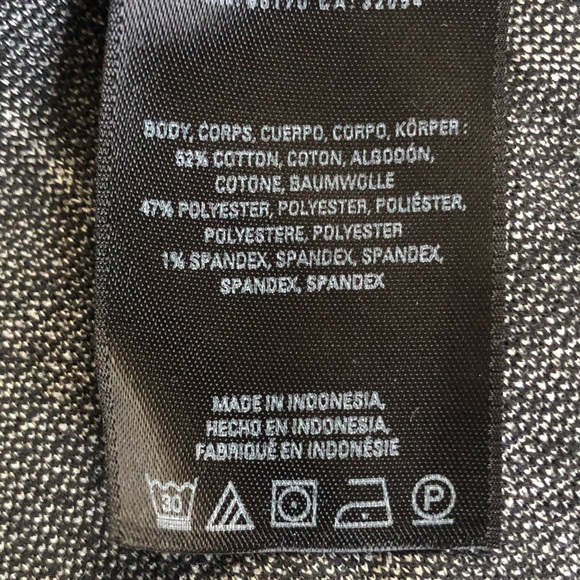 BODY, CORPS, CUERPO, CORPO, KÖRPER :
52% COTTON, COTON, ALGODÓN,
COTONE, BAUMWOLLE
47% POLYESTER, POLYESTER, POLIÉSTER,
POLYESTERE, POLYESTER
1% SPANDEX, SPANDEX, SPANDEX,
SPANDEX, SPANDEX
MADE IN INDONESIA,
HECHO EN INDONESIA,
FABRIQUÉ EN INDONÉSIE
30 P